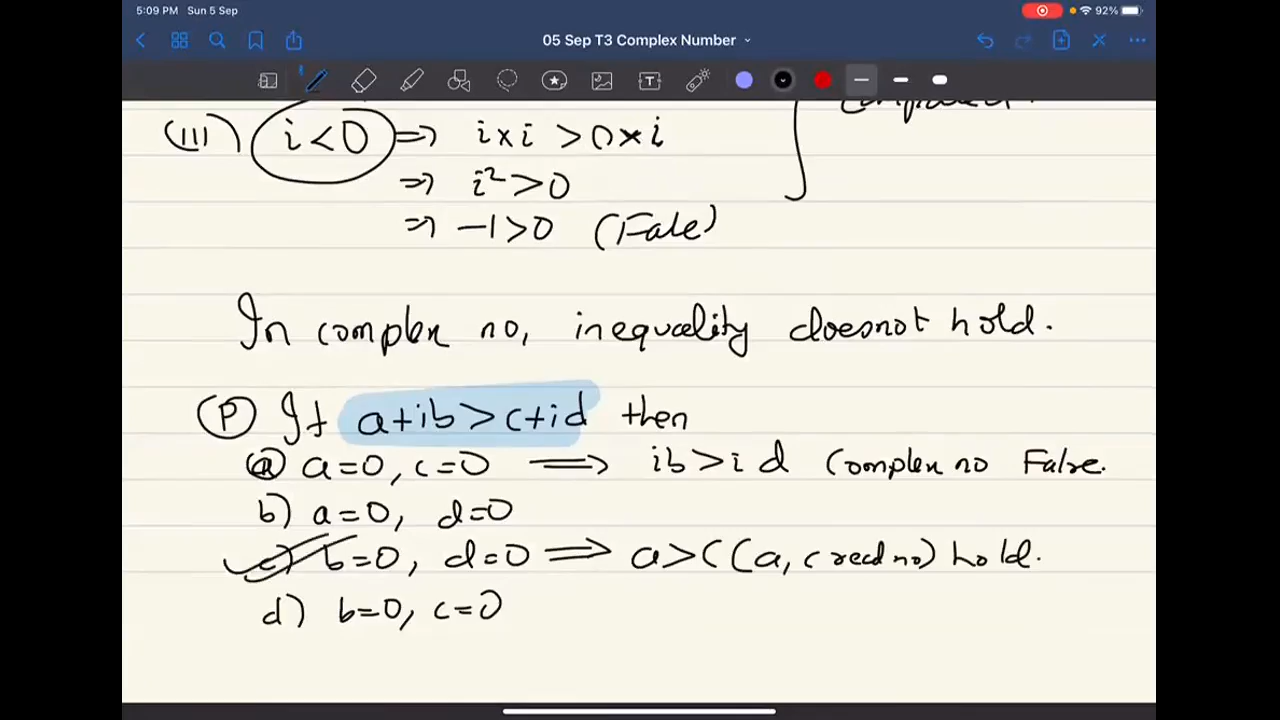 5:09 PM Sun 5 Sep
92%
05 Sep T3 Complex Number
T
(III) i<0 ⇒ i×i >0×i
⇒ i²>0
⇒ -1>0 (Fale)
In complex no, inequality doesnot hold.
(P) If a+ib>c+id then
(a) a=0, c=0 ⟹ ib>id Complex no False.
b) a=0, d=0
c) b=0, d=0 ⟹ a>c (a, c real no) hold.
d) b=0, c=0